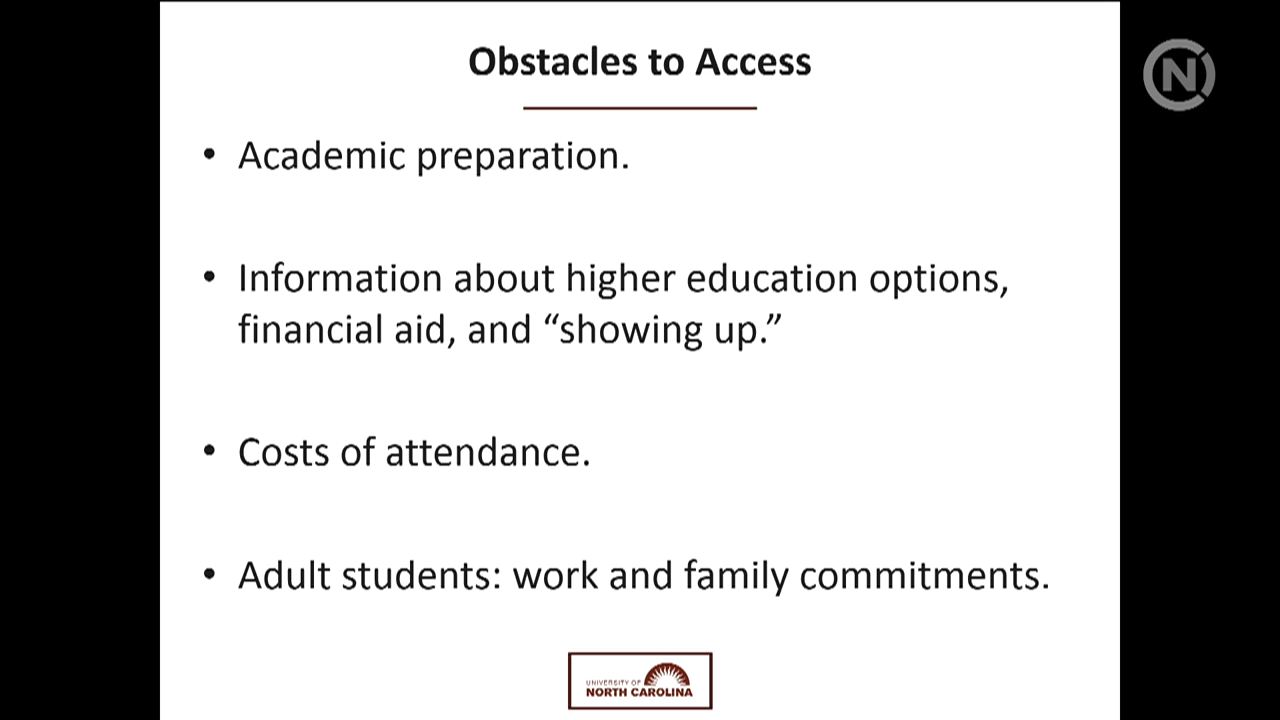 Obstacles to Access
• Academic preparation.
• Information about higher education options,
financial aid, and “showing up.”
• Costs of attendance.
• Adult students: work and family commitments.
UNIVERSITY OF
NORTH CAROLINA
N